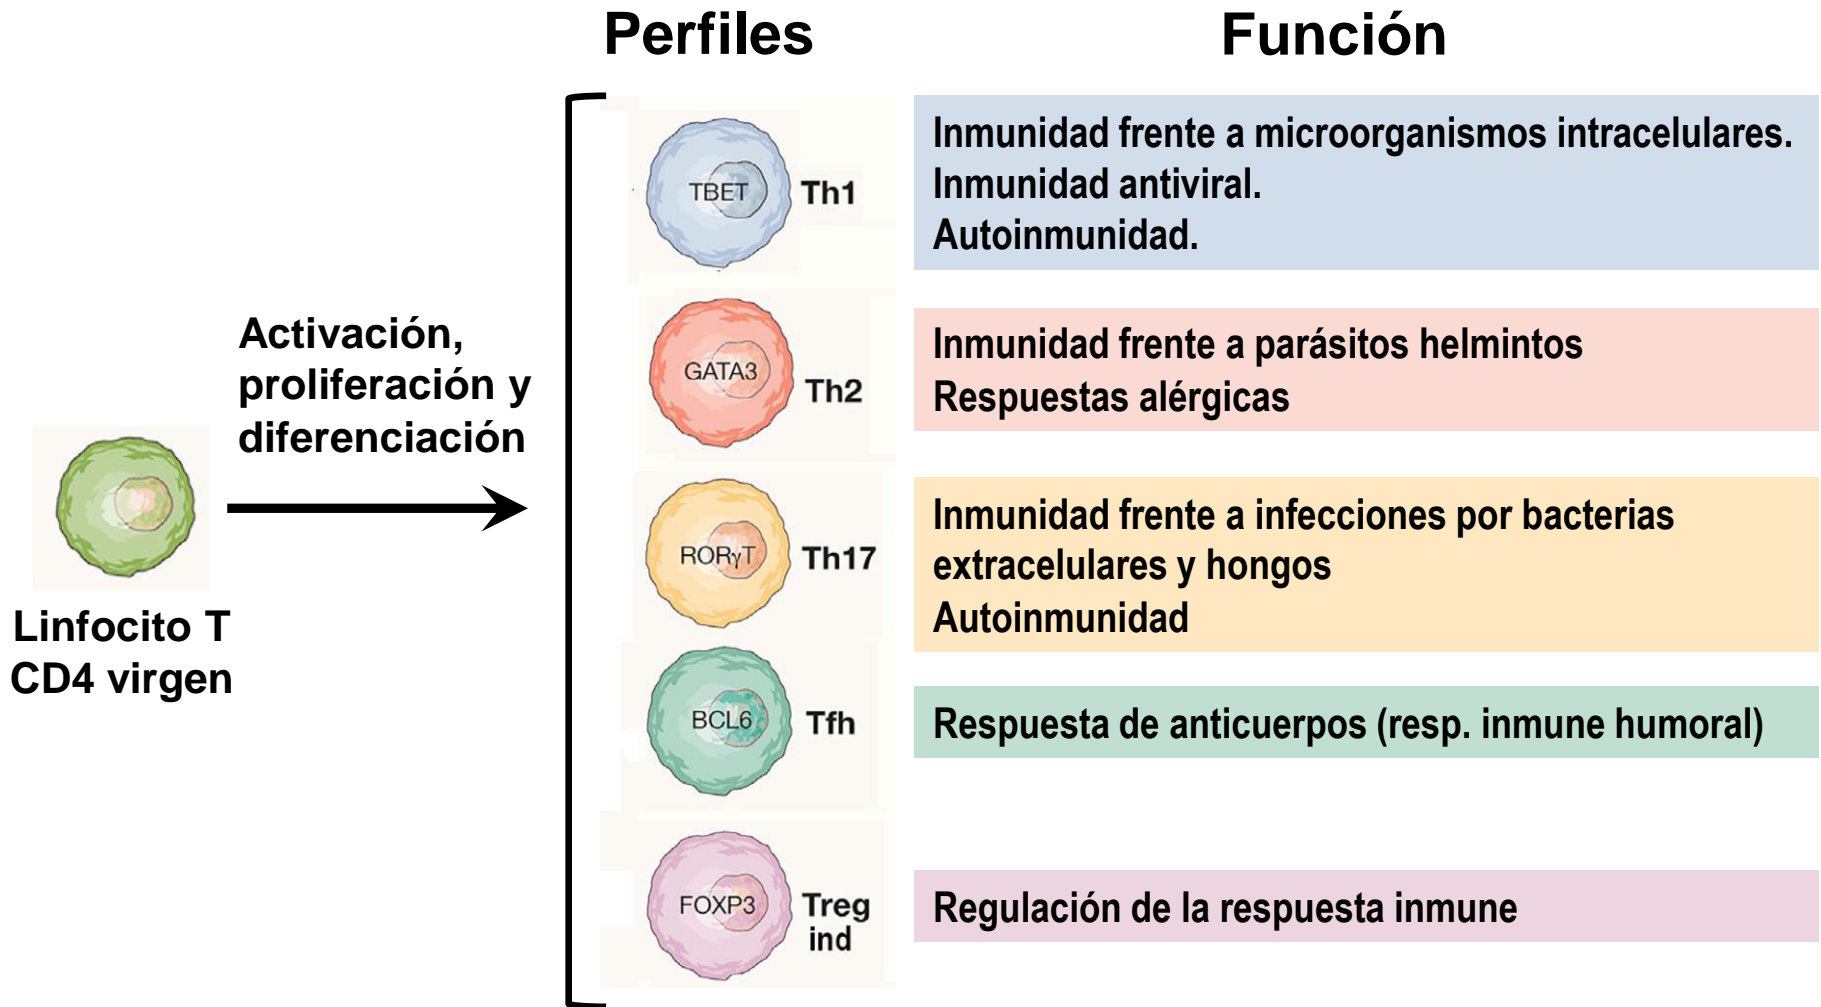 Perfiles
Función
Linfocito T
CD4 virgen
Activación,
proliferación y
diferenciación
TBET
Th1
Inmunidad frente a microorganismos intracelulares.
Inmunidad antiviral.
Autoinmunidad.
GATA3
Th2
Inmunidad frente a parásitos helmintos
Respuestas alérgicas
RORγT
Th17
Inmunidad frente a infecciones por bacterias
extracelulares y hongos
Autoinmunidad
BCL6
Tfh
Respuesta de anticuerpos (resp. inmune humoral)
FOXP3
Treg
ind
Regulación de la respuesta inmune